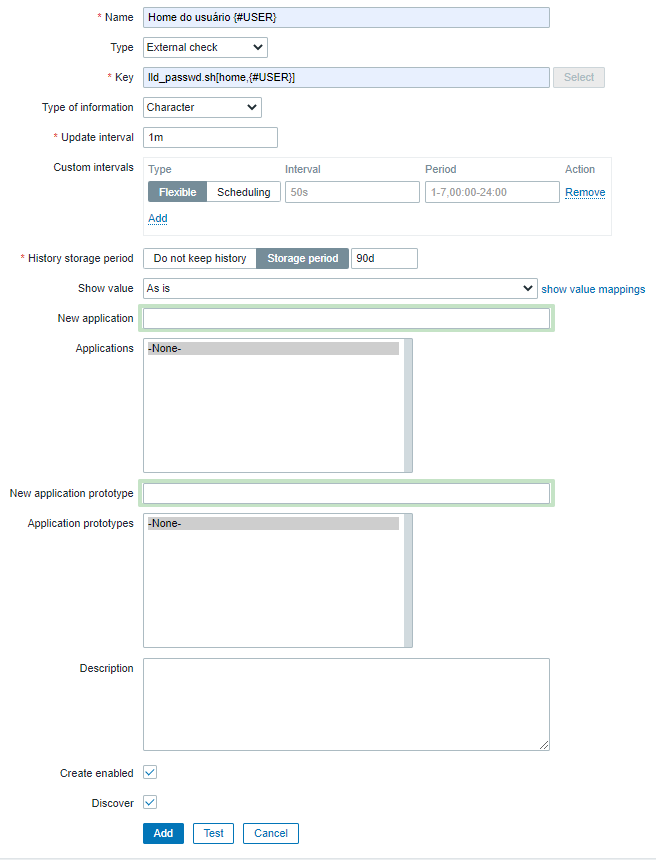 * Name Home do usuário {#USER}
Type External check
* Key lld_passwd.sh[home,{#USER}] Select
Type of information Character
* Update interval 1m
Custom intervals Type Interval Period Action
Flexible Scheduling 50s 1-7,00:00-24:00 Remove
Add
* History storage period Do not keep history Storage period 90d
Show value As is show value mappings
New application
Applications -None-
New application prototype
Application prototypes -None-
Description
Create enabled
Discover
Add Test Cancel